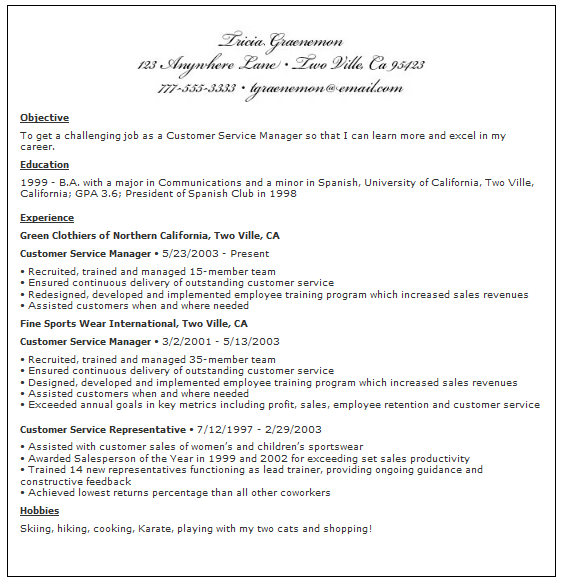 Tricia Graenemon
123 Anywhere Lane • Two Ville, Ca 95423
777-555-3333 • tgraenemon@email.com
Objective
To get a challenging job as a Customer Service Manager so that I can learn more and excel in my
career.
Education
1999 - B.A. with a major in Communications and a minor in Spanish, University of California, Two Ville,
California; GPA 3.6; President of Spanish Club in 1998
Experience
Green Clothiers of Northern California, Two Ville, CA
Customer Service Manager • 5/23/2003 - Present
• Recruited, trained and managed 15-member team
• Ensured continuous delivery of outstanding customer service
• Redesigned, developed and implemented employee training program which increased sales revenues
• Assisted customers when and where needed
Fine Sports Wear International, Two Ville, CA
Customer Service Manager • 3/2/2001 - 5/13/2003
• Recruited, trained and managed 35-member team
• Ensured continuous delivery of outstanding customer service
• Designed, developed and implemented employee training program which increased sales revenues
• Assisted customers when and where needed
• Exceeded annual goals in key metrics including profit, sales, employee retention and customer service
Customer Service Representative • 7/12/1997 - 2/29/2003
• Assisted with customer sales of women's and children's sportswear
• Awarded Salesperson of the Year in 1999 and 2002 for exceeding set sales productivity
• Trained 14 new representatives functioning as lead trainer, providing ongoing guidance and
constructive feedback
• Achieved lowest returns percentage than all other coworkers
Hobbies
Skiing, hiking, cooking, Karate, playing with my two cats and shopping!